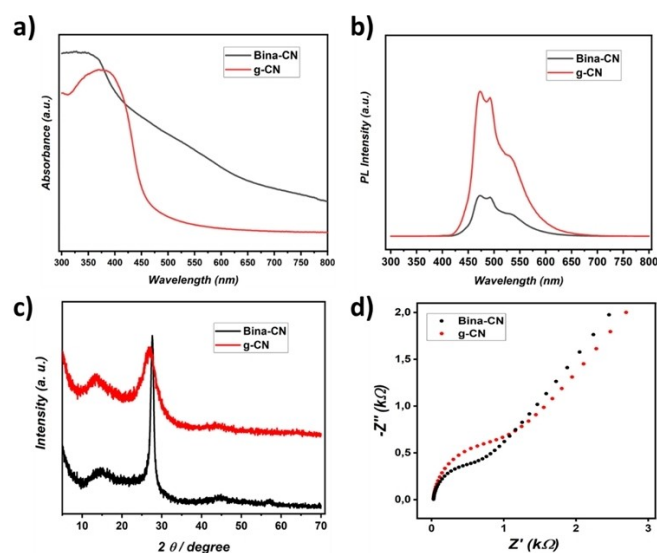 a)
Bina-CN
g-CN
Absorbance (a.u.)
300 350 400 450 500 550 600 650 700 750 800
Wavelength (nm)
b)
Bina-CN
g-CN
PL Intensity (a.u.)
300 350 400 450 500 550 600 650 700 750 800
Wavelength (nm)
c)
Bina-CN
g-CN
Intensity (a. u.)
10 20 30 40 50 60 70
2 θ / degree
d)
Bina-CN
g-CN
-Z'' (kΩ)
2,0
1,5
1,0
0,5
0,0
0 1 2 3
Z' (kΩ)